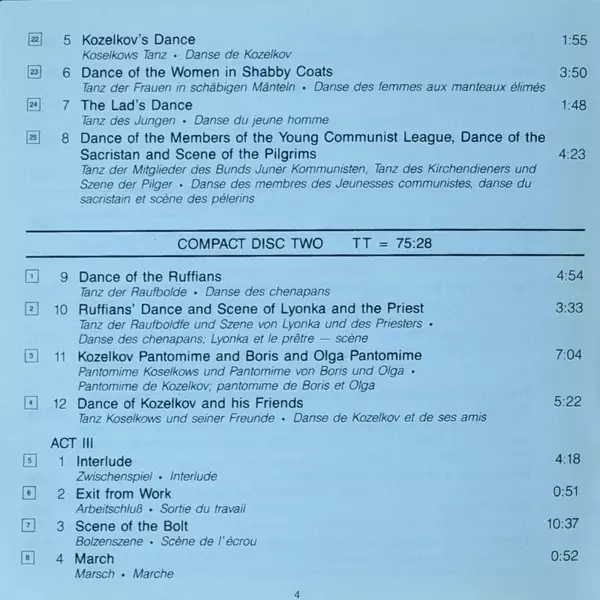 22 5 Kozelkov's Dance 1:55
Koselkows Tanz • Danse de Kozelkov
23 6 Dance of the Women in Shabby Coats 3:50
Tanz der Frauen in schäbigen Mänteln • Danse des femmes aux manteaux élimés
24 7 The Lad's Dance 1:48
Tanz des Jungen • Danse du jeune homme
25 8 Dance of the Members of the Young Communist League, Dance of the
Sacristan and Scene of the Pilgrims 4:23
Tanz der Mitglieder des Bunds Juner Kommunisten, Tanz des Kirchendieners und
Szene der Pilger • Danse des membres des Jeunesses communistes, danse du
sacristain et scène des pélerins
COMPACT DISC TWO TT = 75:28
1 9 Dance of the Ruffians 4:54
Tanz der Raufbolde • Danse des chenapans
2 10 Ruffians' Dance and Scene of Lyonka and the Priest 3:33
Tanz der Raufboldfe und Szene von Lyonka und des Priesters •
Danse des chenapans; Lyonka et le prêtre — scène
3 11 Kozelkov Pantomime and Boris and Olga Pantomime 7:04
Pantomime Koselkows und Pantomime von Boris und Olga •
Pantomime de Kozelkov; pantomime de Boris et Olga
4 12 Dance of Kozelkov and his Friends 5:22
Tanz Koselkows und seiner Freunde • Danse de Kozelkov et de ses amis
ACT III
5 1 Interlude 4:18
Zwischenspiel • Interlude
6 2 Exit from Work 0:51
Arbeitschluß • Sortie du travail
7 3 Scene of the Bolt 10:37
Bolzenszene • Scène de l'écrou
8 4 March 0:52
Marsch • Marche
4